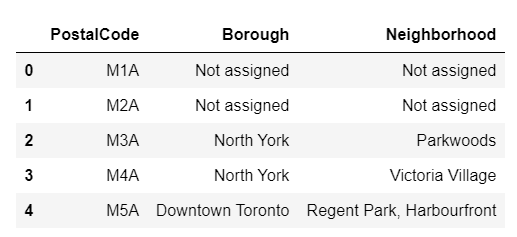 PostalCode Borough Neighborhood
0 M1A Not assigned Not assigned
1 M2A Not assigned Not assigned
2 M3A North York Parkwoods
3 M4A North York Victoria Village
4 M5A Downtown Toronto Regent Park, Harbourfront